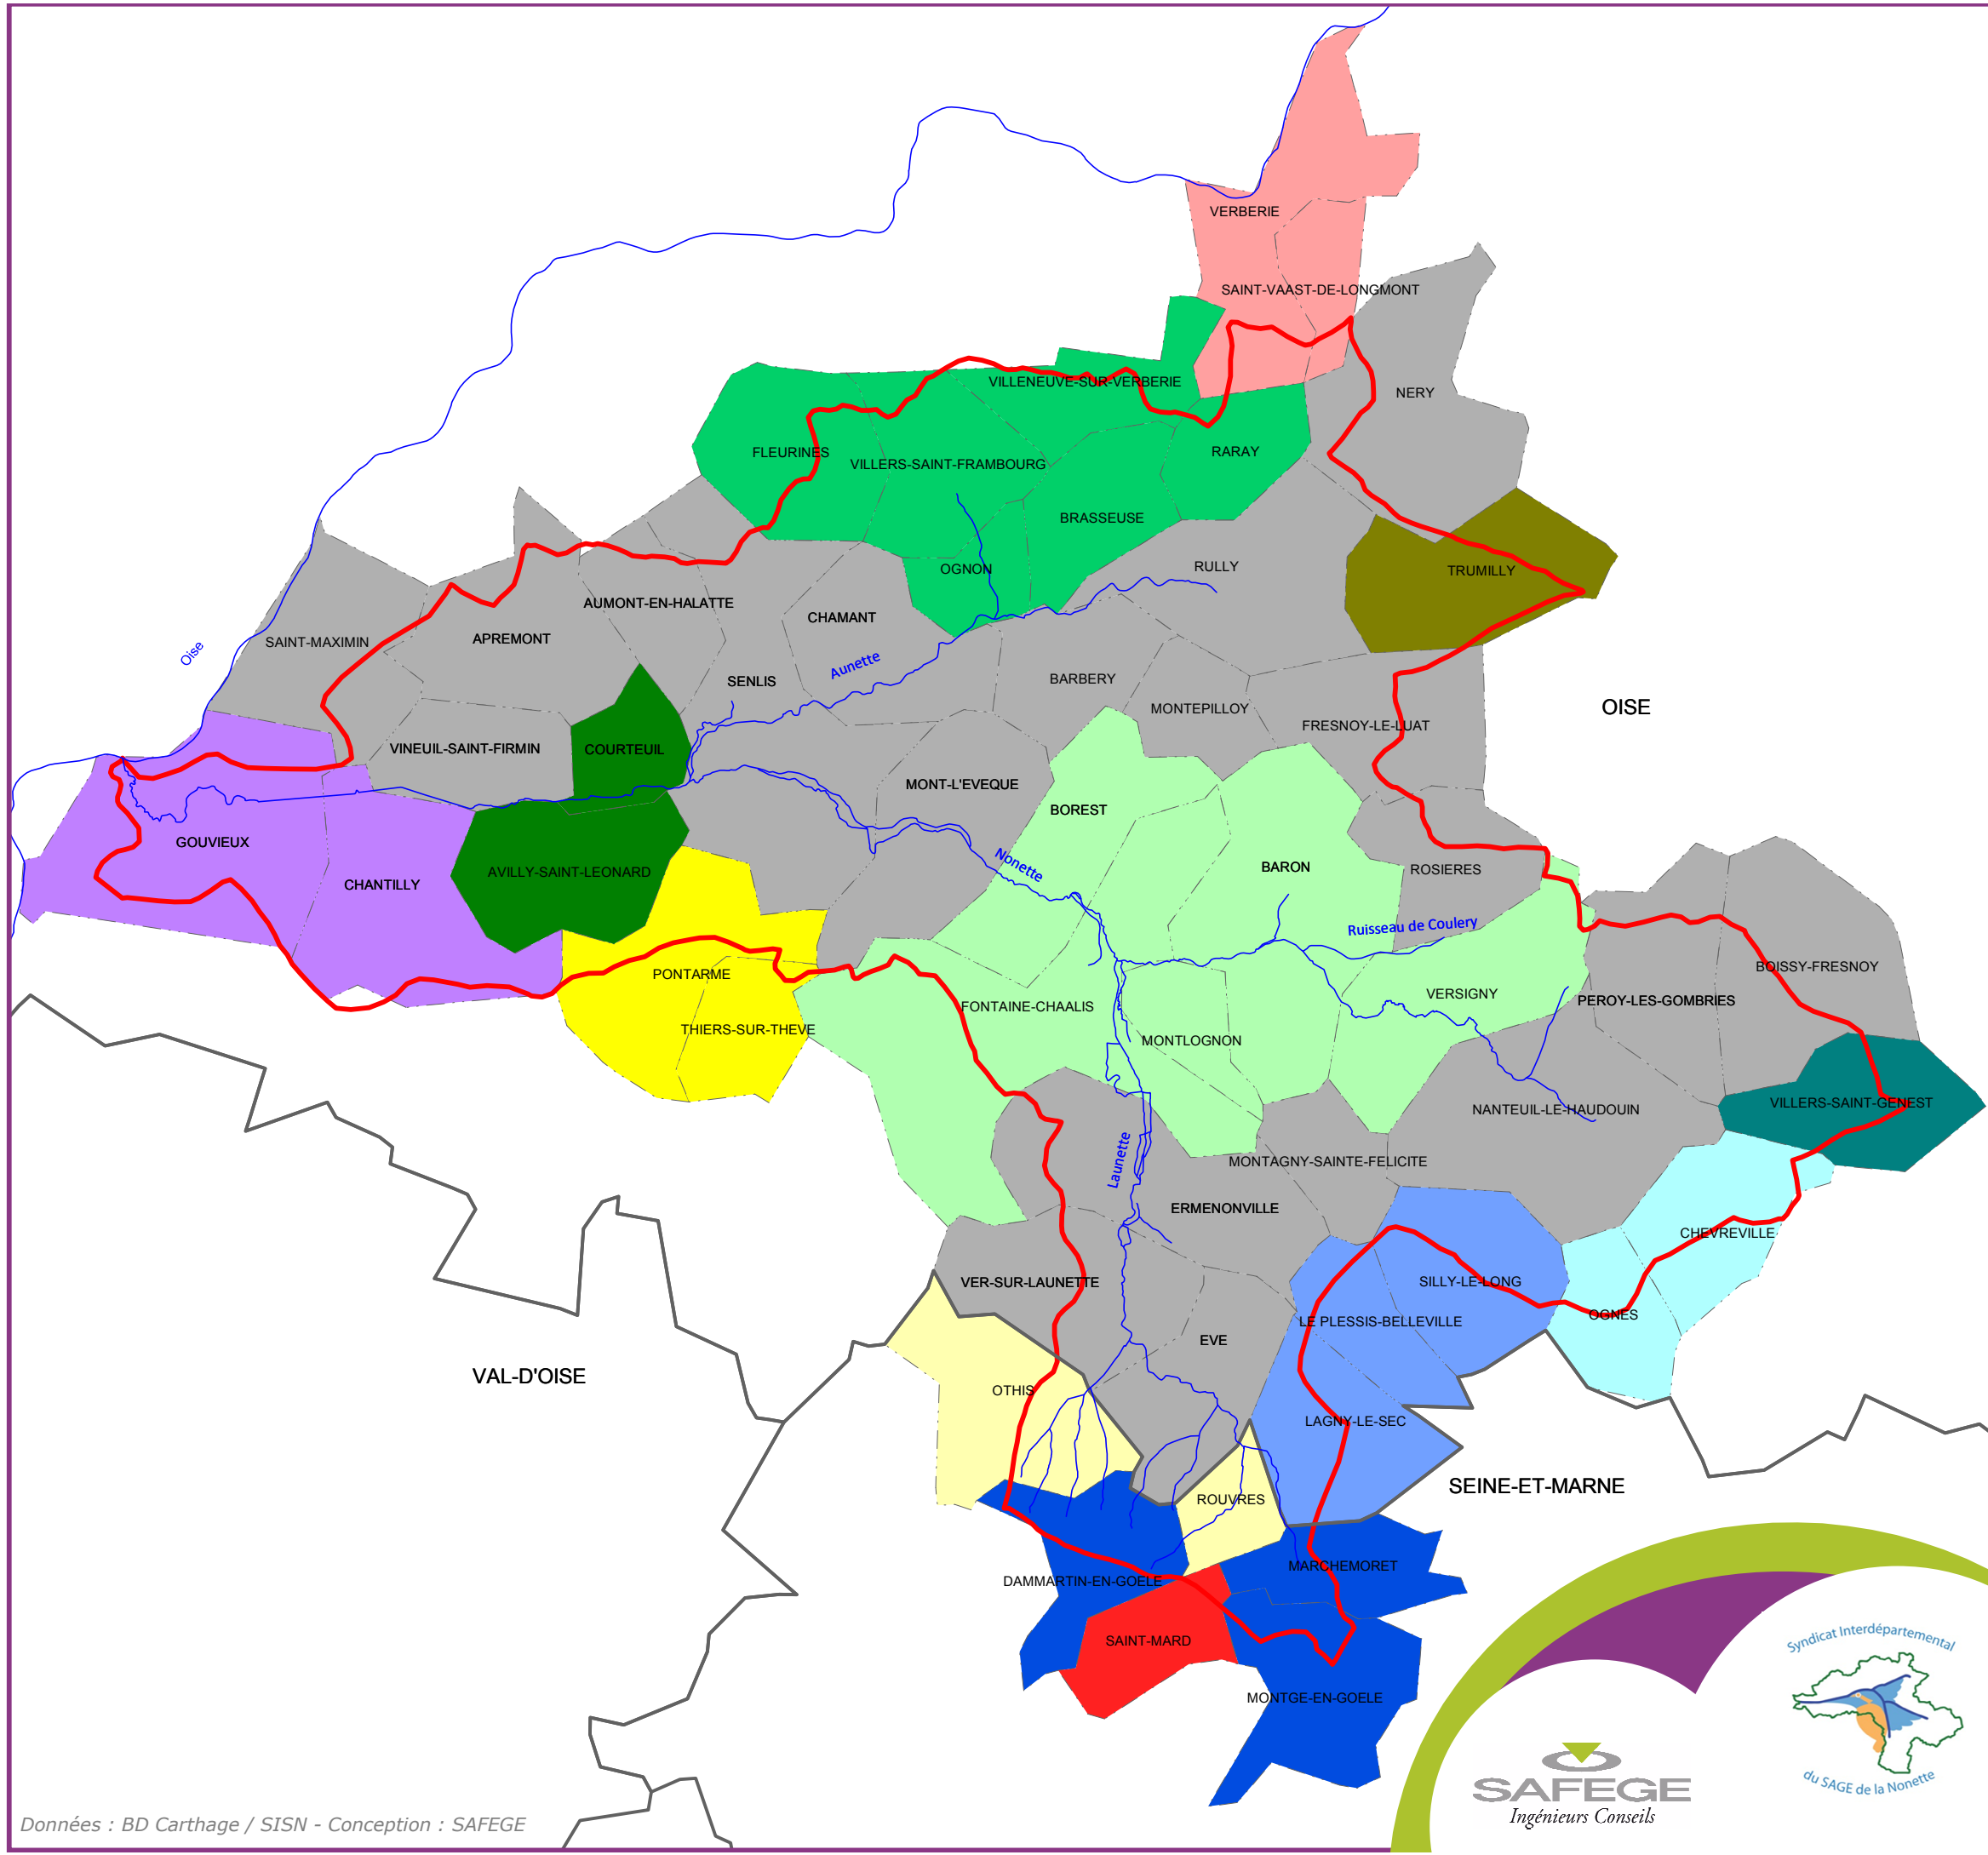 VERBERIE
SAINT-VAAST-DE-LONGMONT
VILLENEUVE-SUR-VERBERIE
NERY
FLEURINES
VILLERS-SAINT-FRAMBOURG
RARAY
BRASSEUSE
OGNON
RULLY
TRUMILLY
AUMONT-EN-HALATTE
CHAMANT
SAINT-MAXIMIN
APREMONT
Oise
Aunette
SENLIS
BARBERY
MONTEPILLOY
OISE
FRESNOY-LE-LUAT
VINEUIL-SAINT-FIRMIN
COURTEUIL
MONT-L'EVEQUE
BOREST
GOUVIEUX
CHANTILLY
AVILLY-SAINT-LEONARD
Nonette
BARON
ROSIERES
Ruisseau de Coulery
BOISSY-FRESNOY
PONTARME
VERSIGNY
PEROY-LES-GOMBRIES
FONTAINE-CHAALIS
THIERS-SUR-THEVE
MONTLOGNON
NANTEUIL-LE-HAUDOUIN
VILLERS-SAINT-GENEST
Launette
MONTAGNY-SAINTE-FELICITE
ERMENONVILLE
CHEVREVILLE
VER-SUR-LAUNETTE
SILLY-LE-LONG
OGNES
LE PLESSIS-BELLEVILLE
EVE
VAL-D'OISE
OTHIS
LAGNY-LE-SEC
SEINE-ET-MARNE
ROUVRES
MARCHEMORET
DAMMARTIN-EN-GOELE
SAINT-MARD
MONTGE-EN-GOELE
Syndicat Interdépartemental
du SAGE de la Nonette
SAFEGE
Ingénieurs Conseils
Données : BD Carthage / SISN - Conception : SAFEGE